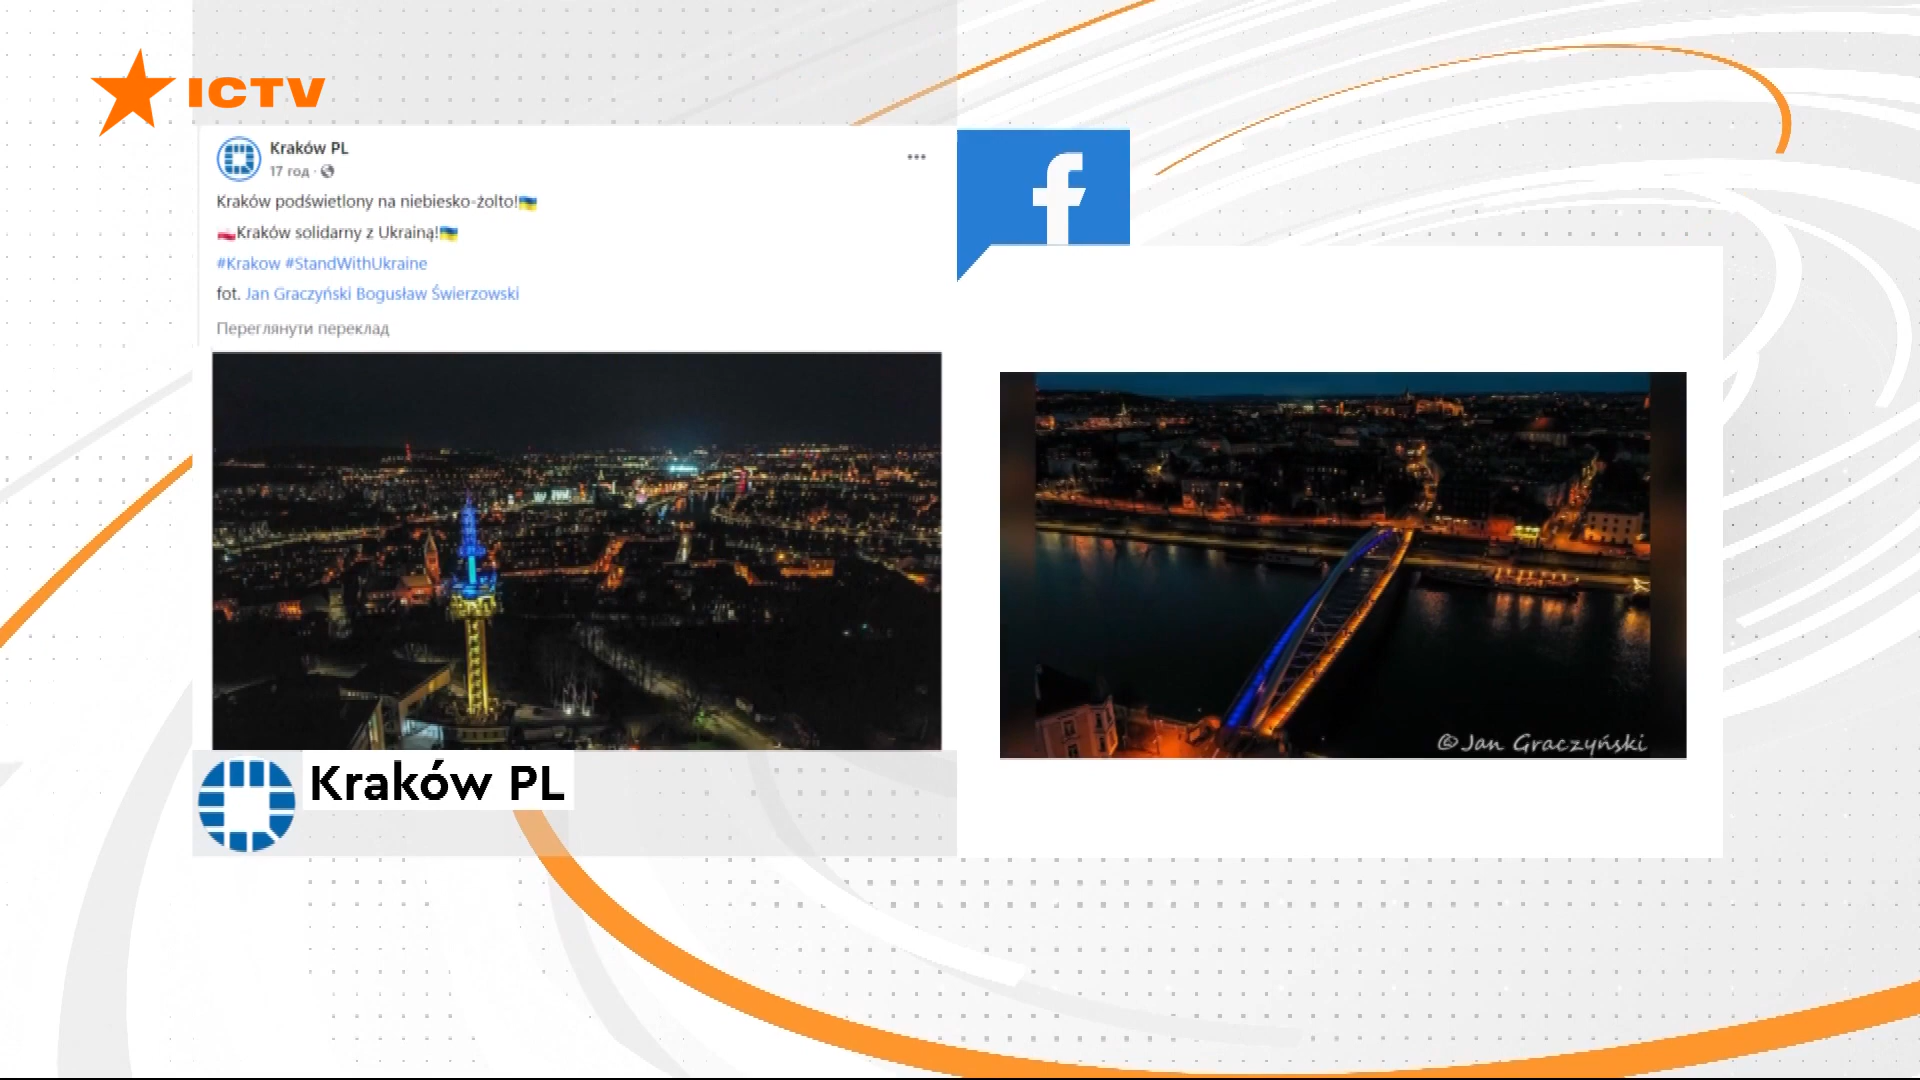 ICTV
Kraków PL
17 год ·
Kraków podświetlony na niebiesko-żolto!🇺🇦
🇵🇱Kraków solidarny z Ukrainą!🇺🇦
#Krakow #StandWithUkraine
fot. Jan Graczyński Bogusław Świerzowski
Переглянути переклад
f
©Jan Graczyński
Kraków PL